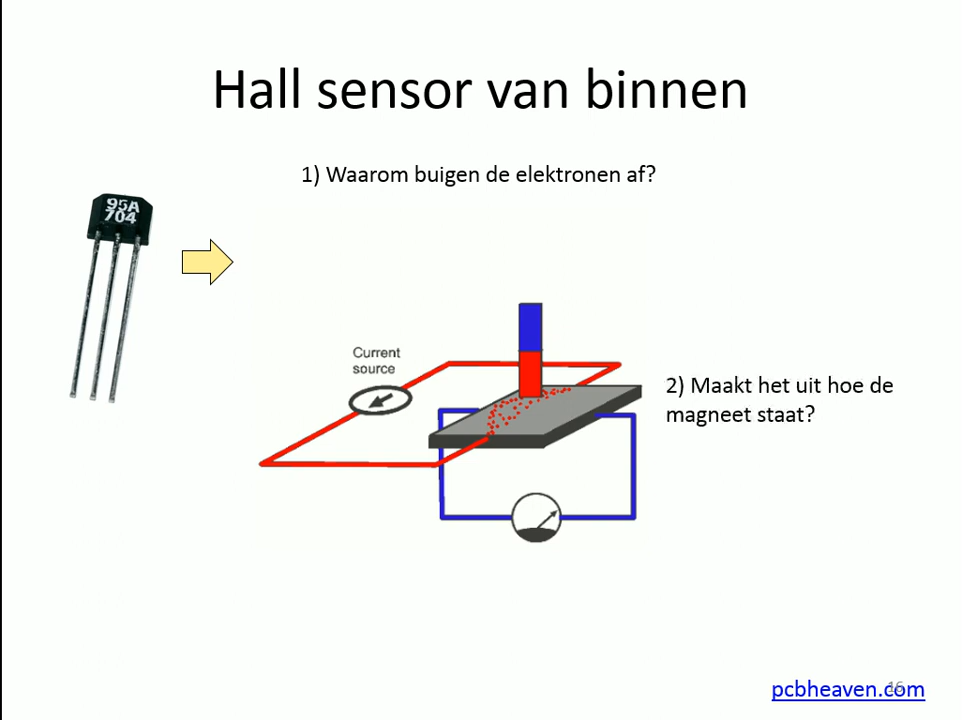 Hall sensor van binnen
1) Waarom buigen de elektronen af?
95A
704
Current
source
2) Maakt het uit hoe de
magneet staat?
pcbheaven.com
16